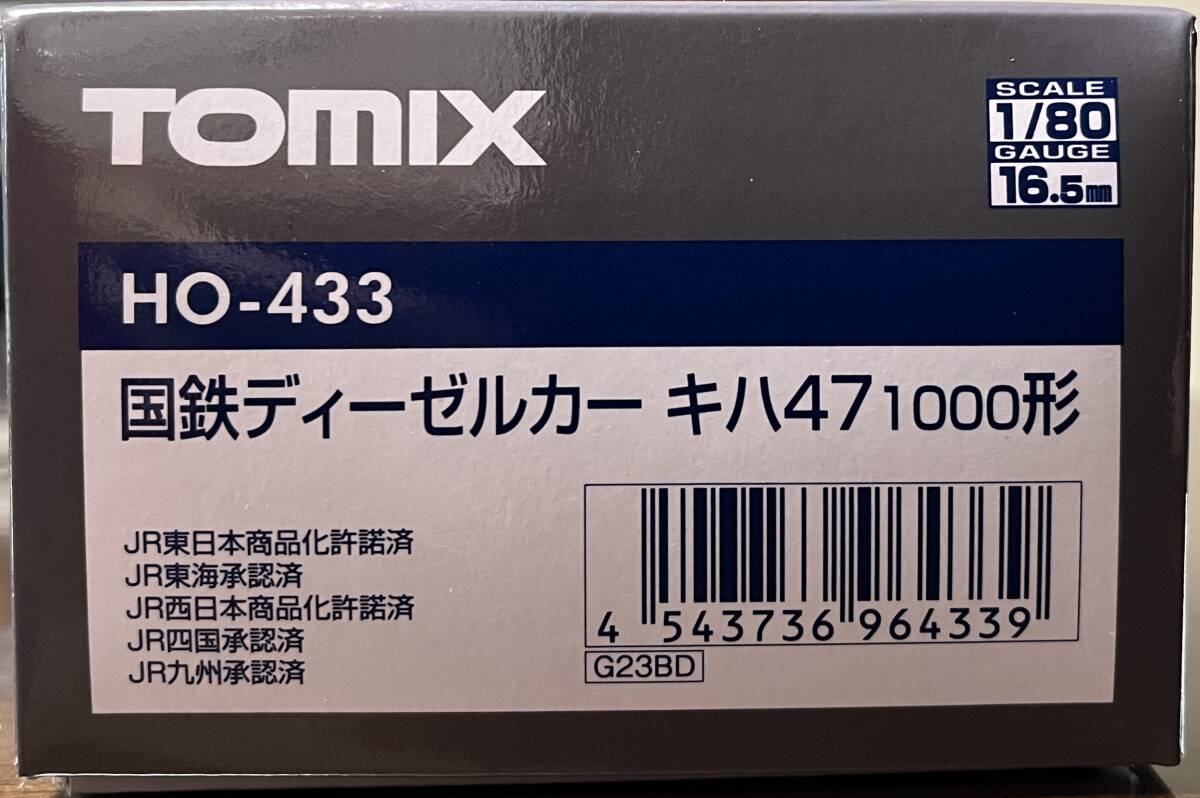 TOMIX
SCALE
1/80
GAUGE
16.5mm
HO-433
国鉄ディーゼルカー キハ47 1000形
JR東日本商品化許諾済
JR東海承認済
JR西日本商品化許諾済
JR四国承認済
JR九州承認済
4 543736 964339
G23BD